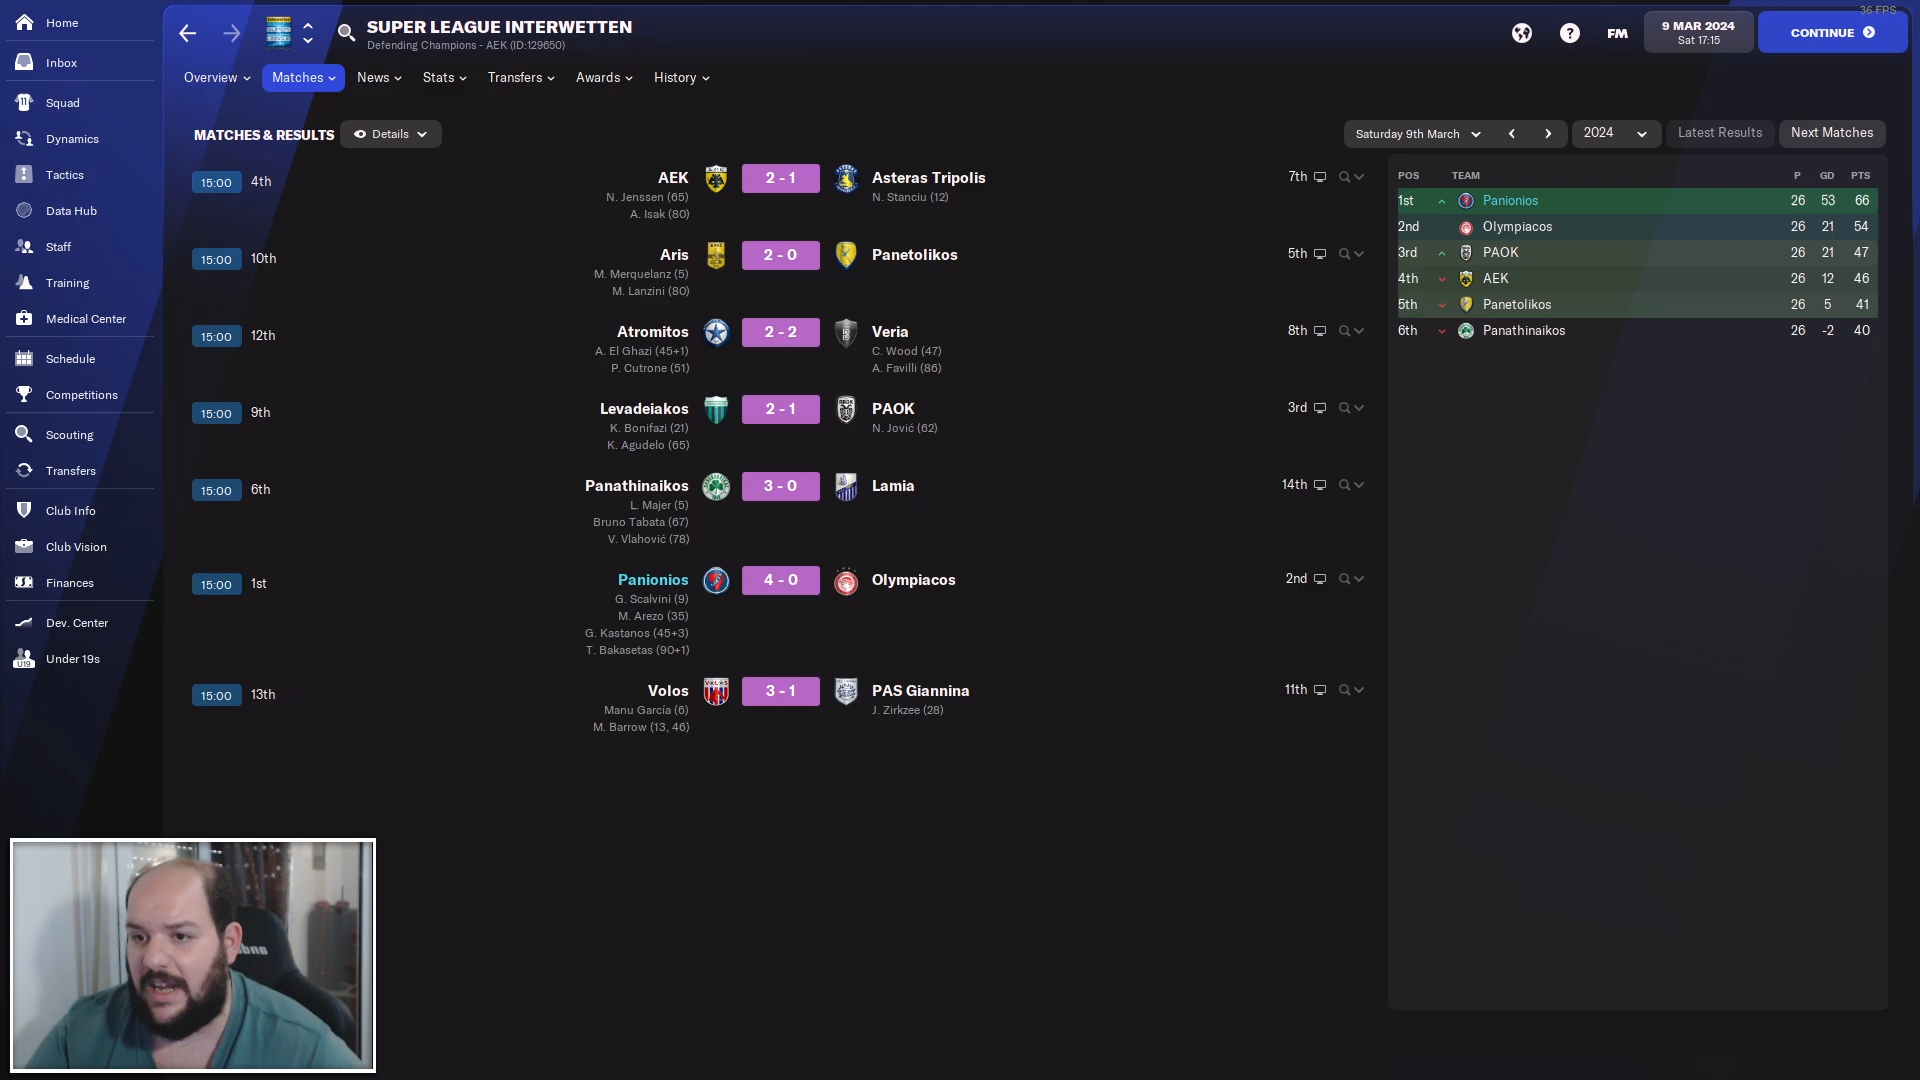 36 FPS
Home
Inbox
Squad
Dynamics
Tactics
Data Hub
Staff
Training
Medical Center
Schedule
Competitions
Scouting
Transfers
Club Info
Club Vision
Finances
Dev. Center
U19 Under 19s
SUPER LEAGUE INTERWETTEN
Defending Champions - AEK (ID:129650)
FM
9 MAR 2024
Sat 17:15
CONTINUE
Overview Matches News Stats Transfers Awards History
MATCHES & RESULTS Details
Saturday 9th March 2024 Latest Results Next Matches
15:00 4th AEK 2 - 1 Asteras Tripolis 7th
N. Jenssen (65) N. Stanciu (12)
A. Isak (80)
15:00 10th Aris 2 - 0 Panetolikos 5th
M. Merquelanz (5)
M. Lanzini (80)
15:00 12th Atromitos 2 - 2 Veria 8th
A. El Ghazi (45+1) C. Wood (47)
P. Cutrone (51) A. Favilli (86)
15:00 9th Levadeiakos 2 - 1 PAOK 3rd
K. Bonifazi (21) N. Jović (62)
K. Agudelo (65)
15:00 6th Panathinaikos 3 - 0 Lamia 14th
L. Majer (5)
Bruno Tabata (67)
V. Vlahović (78)
15:00 1st Panionios 4 - 0 Olympiacos 2nd
G. Scalvini (9)
M. Arezo (35)
G. Kastanos (45+3)
T. Bakasetas (90+1)
15:00 13th Volos 3 - 1 PAS Giannina 11th
Manu García (6) J. Zirkzee (28)
M. Barrow (13, 46)
POS TEAM P GD PTS
1st Panionios 26 53 66
2nd Olympiacos 26 21 54
3rd PAOK 26 21 47
4th AEK 26 12 46
5th Panetolikos 26 5 41
6th Panathinaikos 26 -2 40